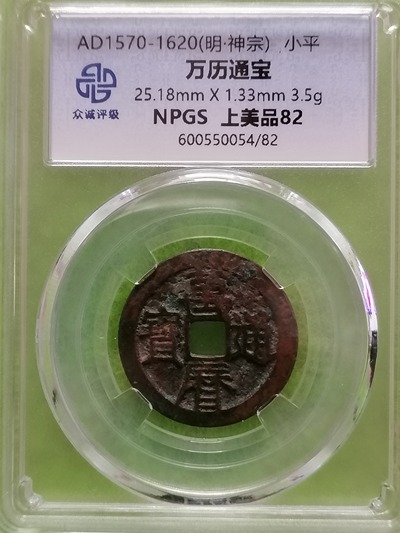 AD1570-1620(明·神宗) 小平
万历通宝
25.18mm X 1.33mm 3.5g
NPGS 上美品82
600550054/82
众诚评级
萬曆通寶